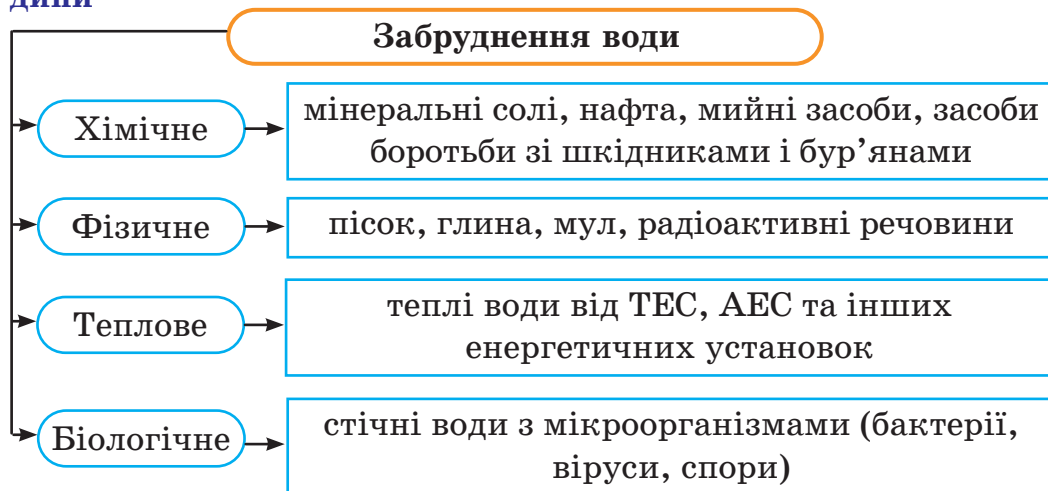 дини
Забруднення води
Хімічне
мінеральні солі, нафта, мийні засоби, засоби
боротьби зі шкідниками і бур’янами
Фізичне
пісок, глина, мул, радіоактивні речовини
Теплове
теплі води від ТЕС, АЕС та інших
енергетичних установок
Біологічне
стічні води з мікроорганізмами (бактерії,
віруси, спори)